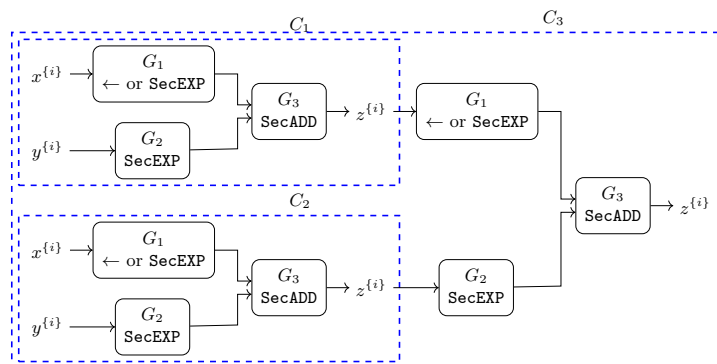 C₁
C₃
x^{i}
G₁
← or SecEXP
G₃
SecADD
z^{i}
y^{i}
G₂
SecEXP
G₁
← or SecEXP
G₃
SecADD
z^{i}
C₂
x^{i}
G₁
← or SecEXP
G₃
SecADD
z^{i}
y^{i}
G₂
SecEXP
G₂
SecEXP